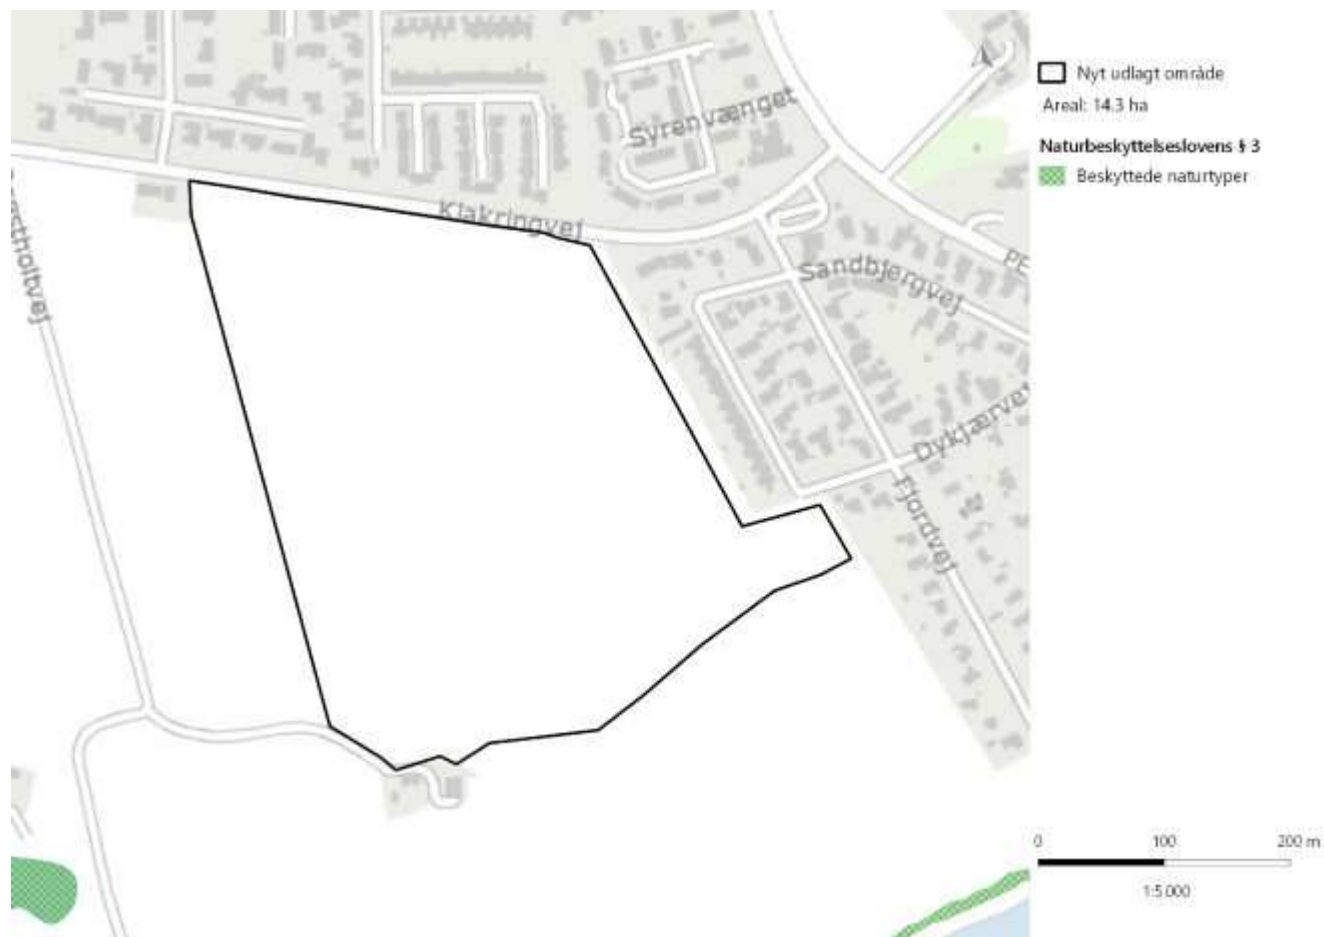 Syrenvænget
Klakringvej
Sandbjergvej
Dykjærvej
Fjordvej
Nyt udlagt område
Areal: 14.3 ha
Naturbeskyttelseslovens § 3
Beskyttede naturtyper
0 100 200 m
1:5 000